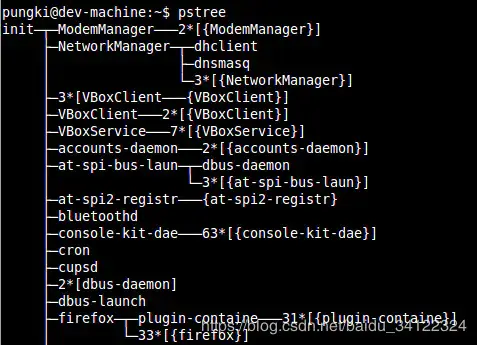 pungki@dev-machine:~$ pstree
init─┬─ModemManager───2*[{ModemManager}]
     ├─NetworkManager─┬─dhclient
     │                ├─dnsmasq
     │                └─3*[{NetworkManager}]
     ├─3*[VBoxClient───{VBoxClient}]
     ├─VBoxClient───2*[{VBoxClient}]
     ├─VBoxService───7*[{VBoxService}]
     ├─accounts-daemon───2*[{accounts-daemon}]
     ├─at-spi-bus-laun─┬─dbus-daemon
     │                 └─3*[{at-spi-bus-laun}]
     ├─at-spi2-registr───{at-spi2-registr}
     ├─bluetoothd
     ├─console-kit-dae───63*[{console-kit-dae}]
     ├─cron
     ├─cupsd
     ├─2*[dbus-daemon]
     ├─dbus-launch
     ├─firefox─┬─plugin-containe───31*[{plugin-containe}]
     │         └─33*[{firefox}]
https://blog.csdn.net/baidu_34122324